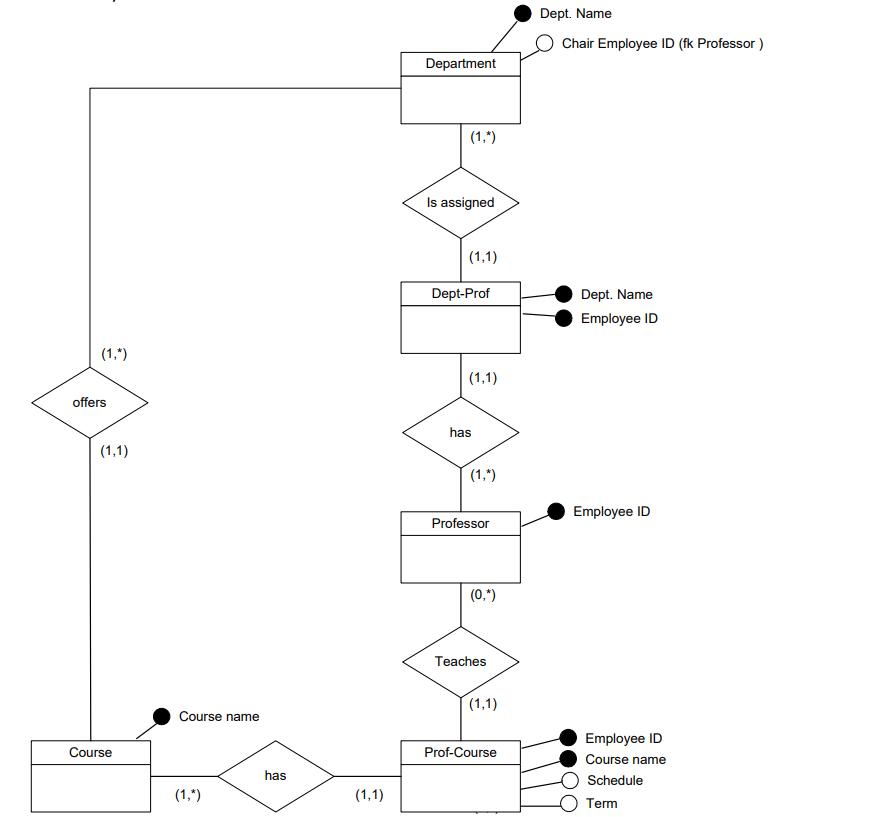 Dept. Name
Chair Employee ID (fk Professor )
Department
(1,*)
Is assigned
(1,1)
Dept-Prof
Dept. Name
Employee ID
(1,*)
(1,1)
offers
has
(1,1)
(1,*)
Professor
Employee ID
(0,*)
Teaches
(1,1)
Course name
Employee ID
Course
Prof-Course
Course name
has
Schedule
(1,*)
(1,1)
Term